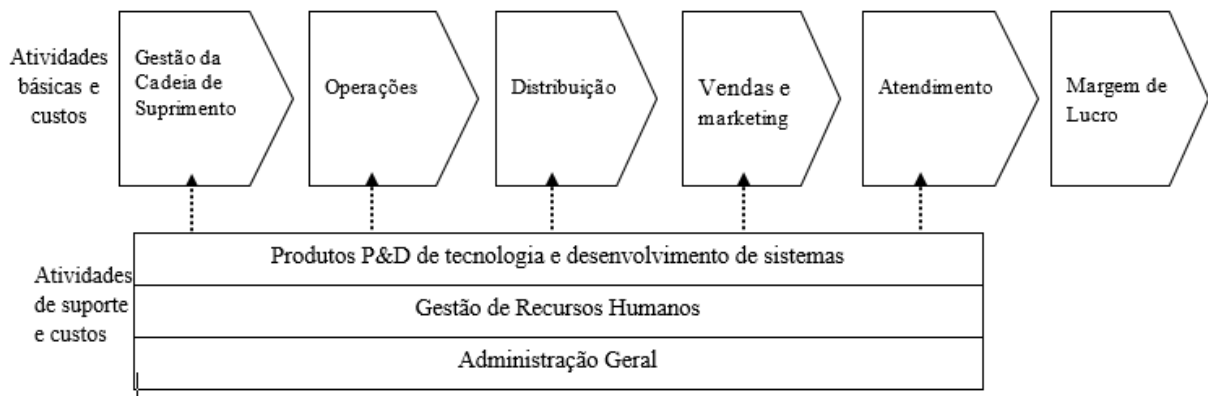 Atividades
básicas e
custos
Gestão da
Cadeia de
Suprimento
Operações
Distribuição
Vendas e
marketing
Atendimento
Margem de
Lucro
Atividades
de suporte
e custos
Produtos P&D de tecnologia e desenvolvimento de sistemas
Gestão de Recursos Humanos
Administração Geral